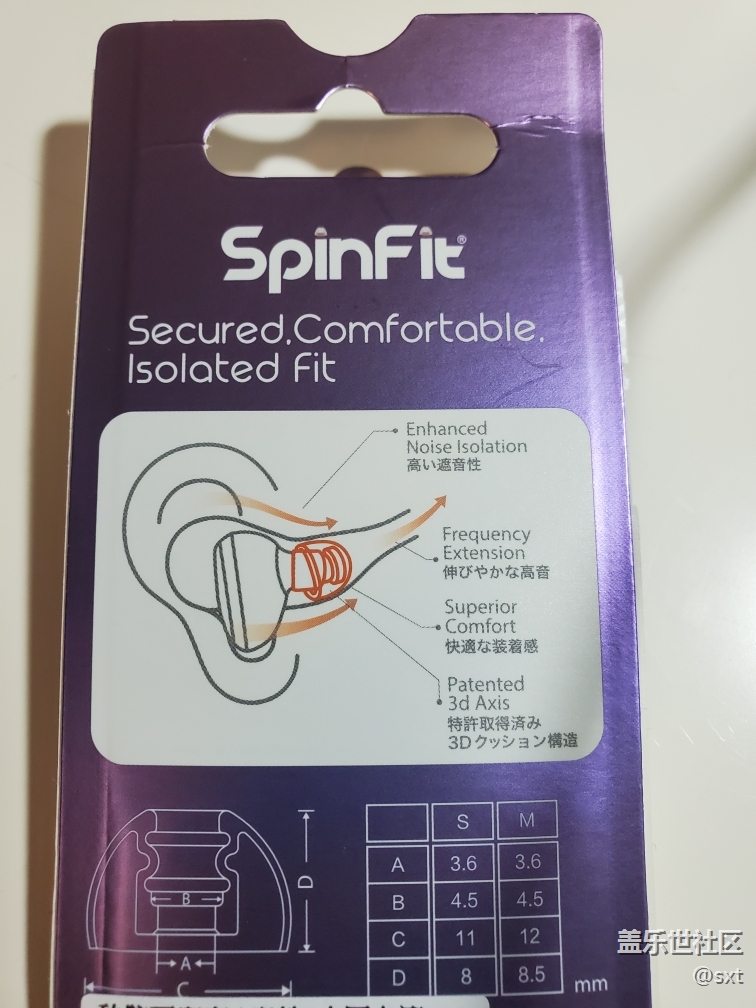 SpinFit®
Secured,Comfortable,
Isolated Fit
Enhanced
Noise Isolation
高い遮音性
Frequency
Extension
伸びやかな高音
Superior
Comfort
快適な装着感
Patented
3d Axis
特許取得済み
3Dクッション構造
S M
A 3.6 3.6
B 4.5 4.5
C 11 12
D 8 8.5
mm
B
D
A
C
盖乐世社区
@sxt